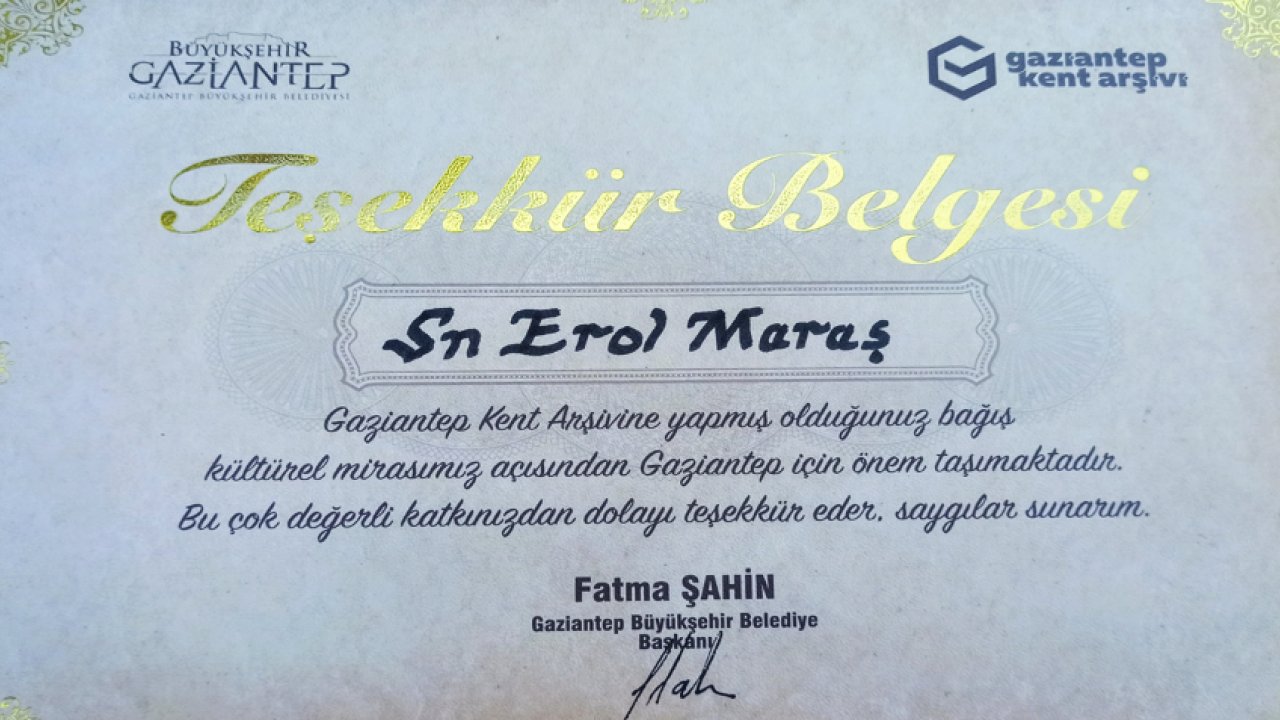 BÜYÜKŞEHİR
GAZİANTEP
GAZİANTEP BÜYÜKŞEHİR BELEDİYESİ
gaziantep
kent arşivi
Teşekkür Belgesi
Sn Erol Maraş
Gaziantep Kent Arşivine yapmış olduğunuz bağış
kültürel mirasımız açısından Gaziantep için önem taşımaktadır.
Bu çok değerli katkınızdan dolayı teşekkür eder, saygılar sunarım.
Fatma ŞAHİN
Gaziantep Büyükşehir Belediye
Başkanı